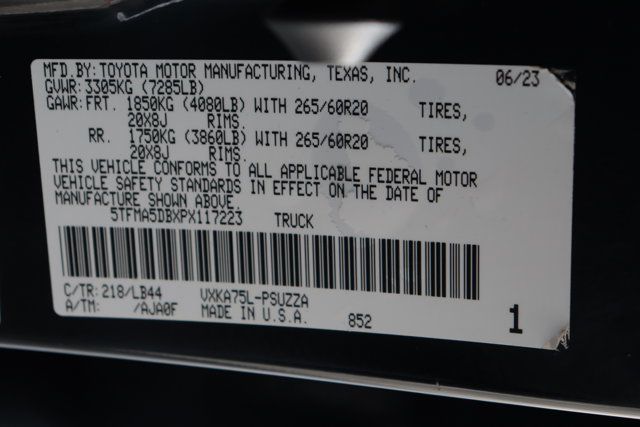 MFD.BY:TOYOTA MOTOR MANUFACTURING, TEXAS, INC. 06/23
GVWR:3305KG (7285LB)
GAWR:FRT. 1850KG (4080LB) WITH 265/60R20 TIRES,
20X8J RIMS.
RR. 1750KG (3860LB) WITH 265/60R20 TIRES,
20X8J RIMS.
THIS VEHICLE CONFORMS TO ALL APPLICABLE FEDERAL MOTOR
VEHICLE SAFETY STANDARDS IN EFFECT ON THE DATE OF
MANUFACTURE SHOWN ABOVE.
5TFMA5DBXPX117223 TRUCK
C/TR:218/LB44 VXKA75L-PSUZZA
A/TM: /AJA0F MADE IN U.S.A. 852 1